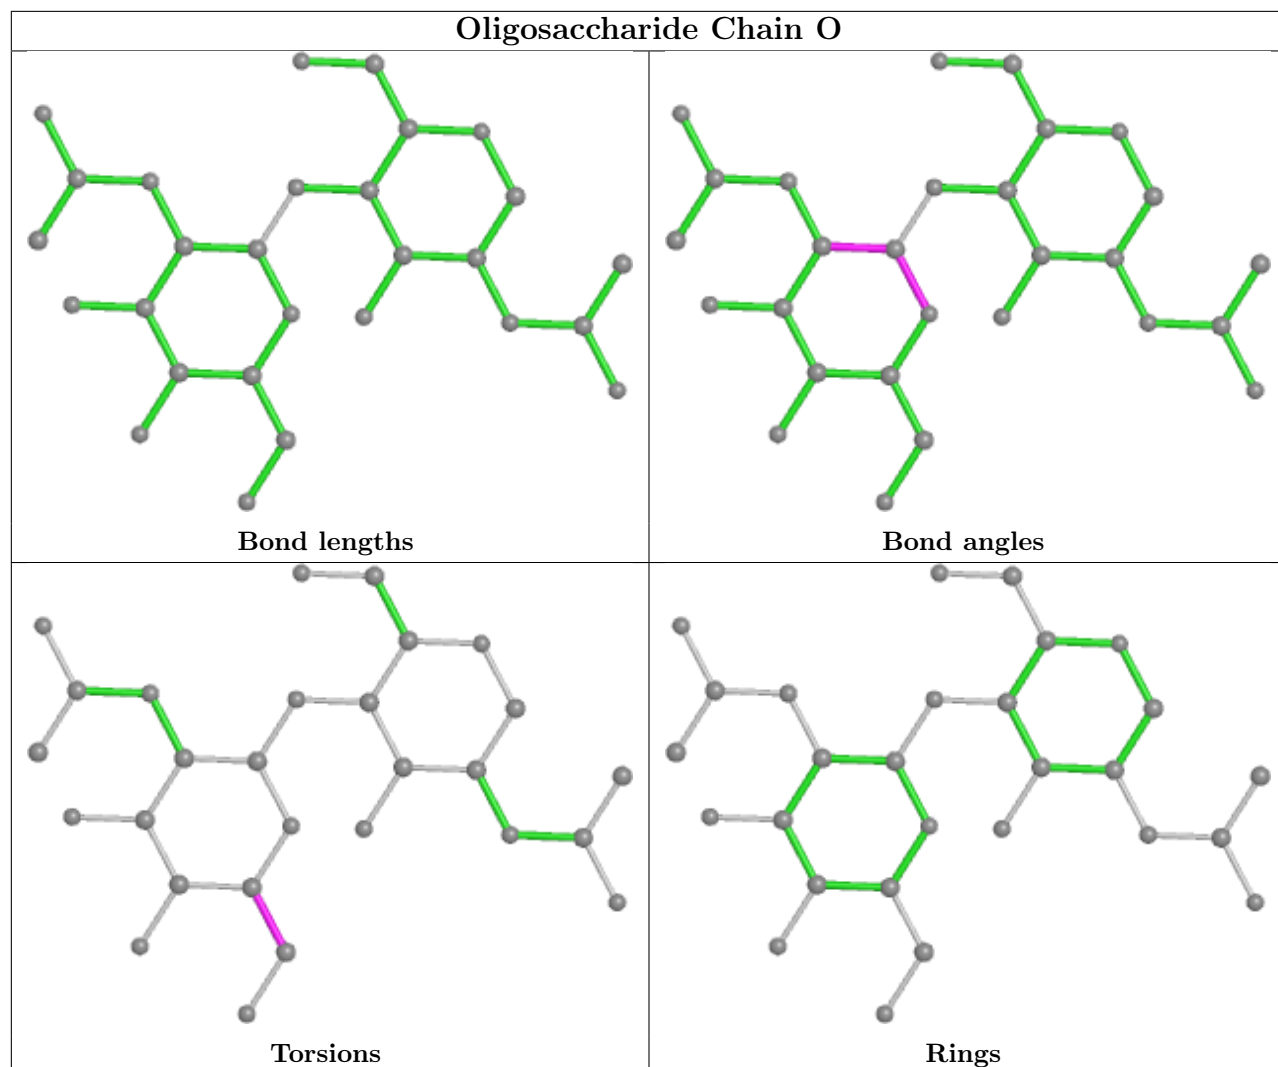 Oligosaccharide Chain O
Bond lengths
Bond angles
Torsions
Rings